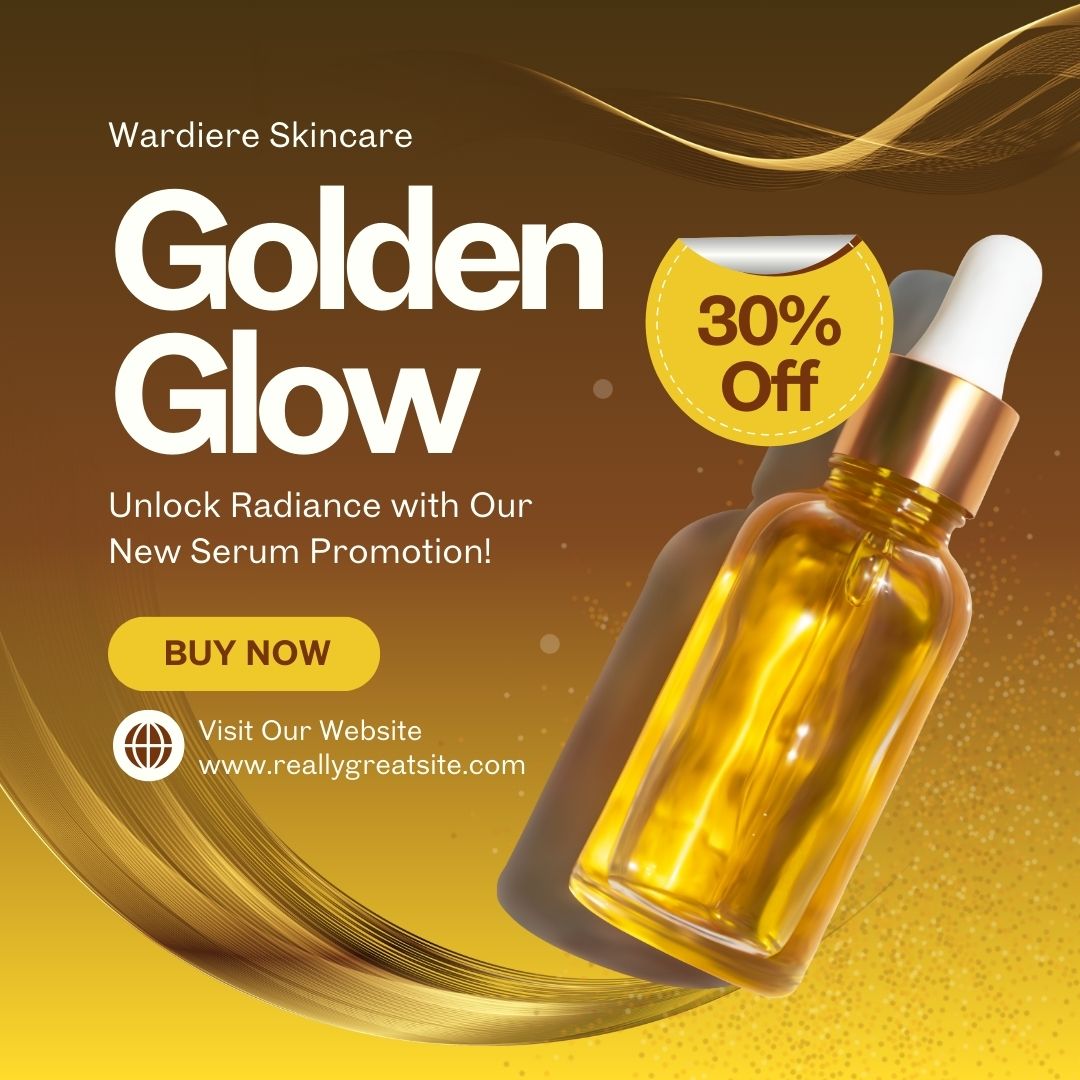 Wardiere Skincare
Golden
Glow
30%
Off
Unlock Radiance with Our
New Serum Promotion!
BUY NOW
Visit Our Website
www.reallygreatsite.com